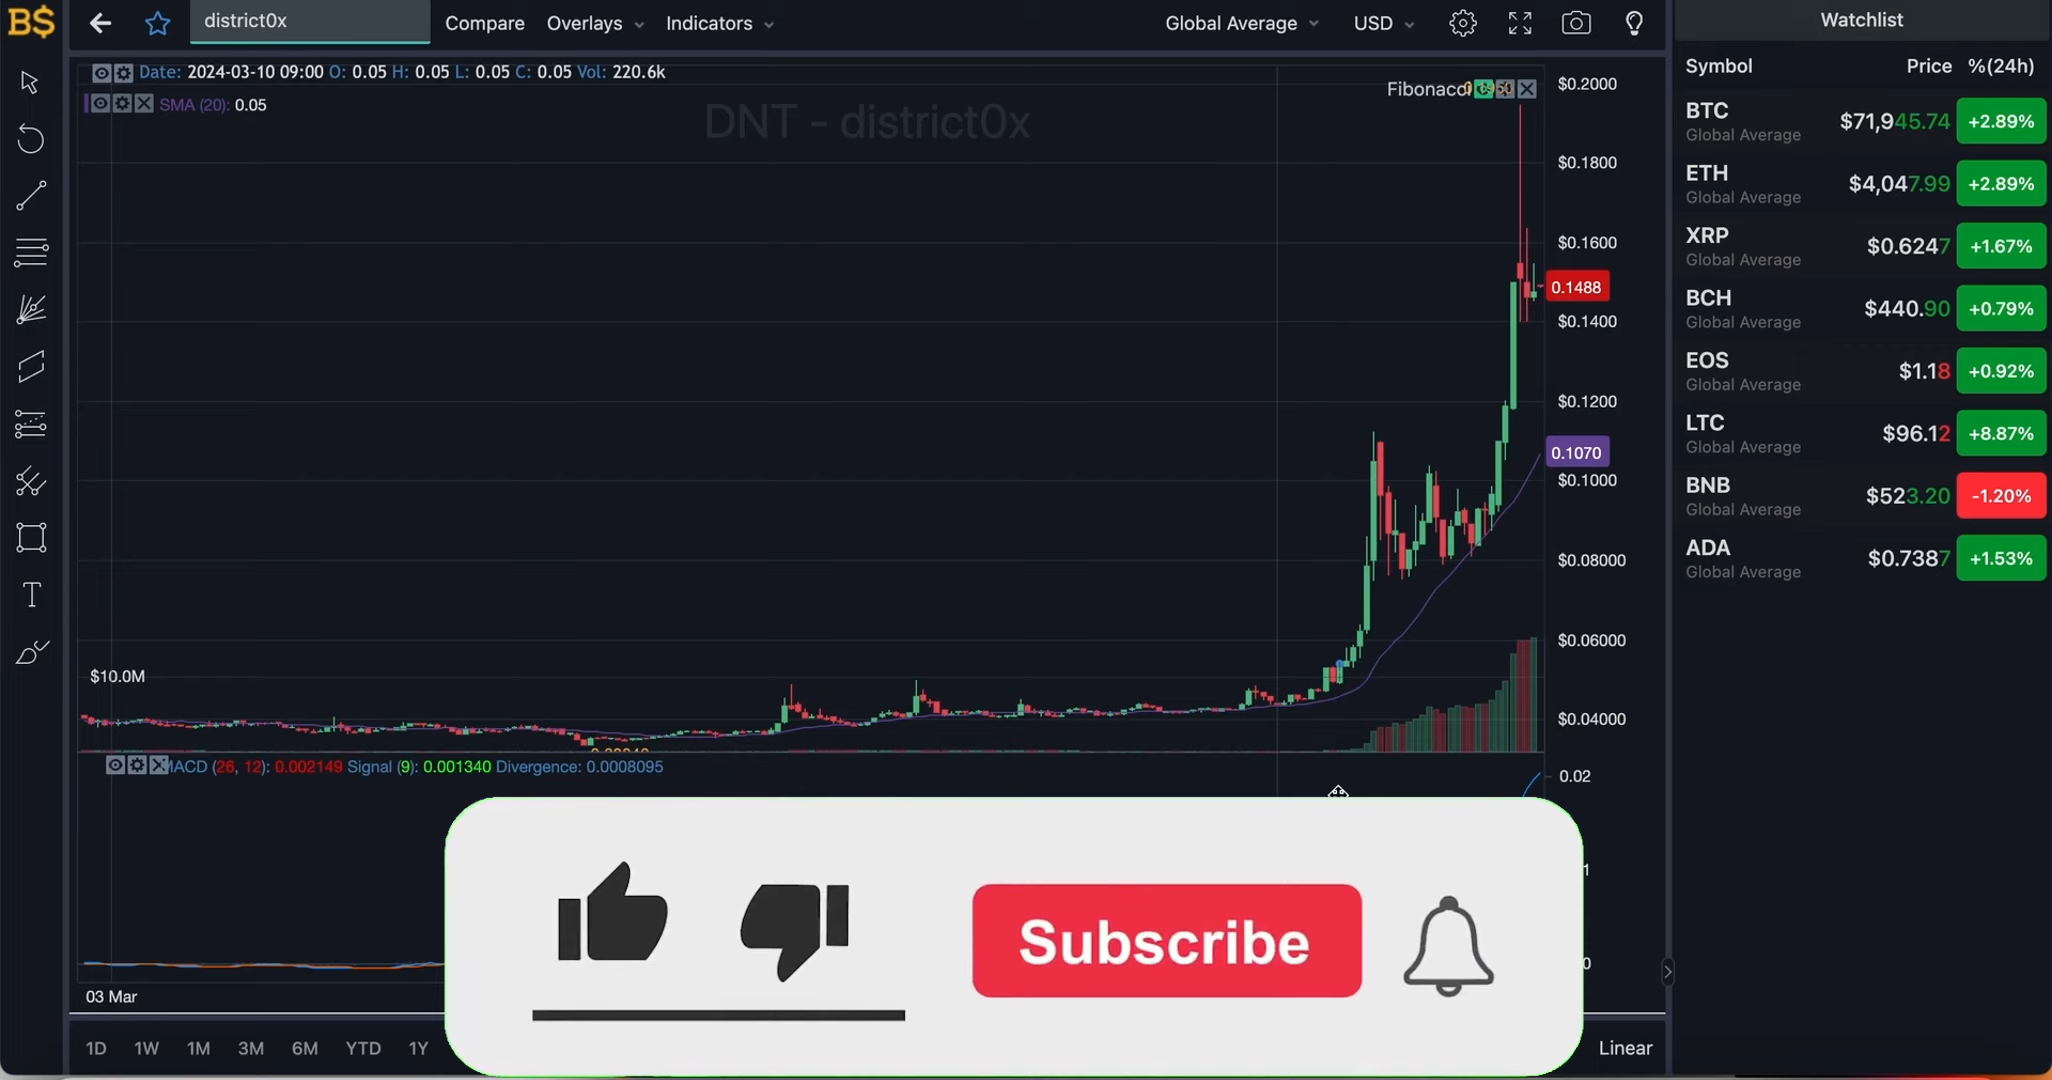 B$
district0x
Compare
Overlays
Indicators
Global Average
USD
Watchlist
Date: 2024-03-10 09:00 O: 0.05 H: 0.05 L: 0.05 C: 0.05 Vol: 220.6k
SMA (20): 0.05
DNT - district0x
Fibonacci
$0.2000
$0.1800
$0.1600
0.1488
$0.1400
$0.1200
0.1070
$0.1000
$0.08000
$0.06000
$0.04000
$10.0M
MACD (26, 12): 0.002149 Signal (9): 0.001340 Divergence: 0.0008095
0.02
03 Mar
1D 1W 1M 3M 6M YTD 1Y
Linear
Subscribe
Symbol Price %(24h)
BTC $71,945.74 +2.89%
Global Average
ETH $4,047.99 +2.89%
Global Average
XRP $0.6247 +1.67%
Global Average
BCH $440.90 +0.79%
Global Average
EOS $1.18 +0.92%
Global Average
LTC $96.12 +8.87%
Global Average
BNB $523.20 -1.20%
Global Average
ADA $0.7387 +1.53%
Global Average